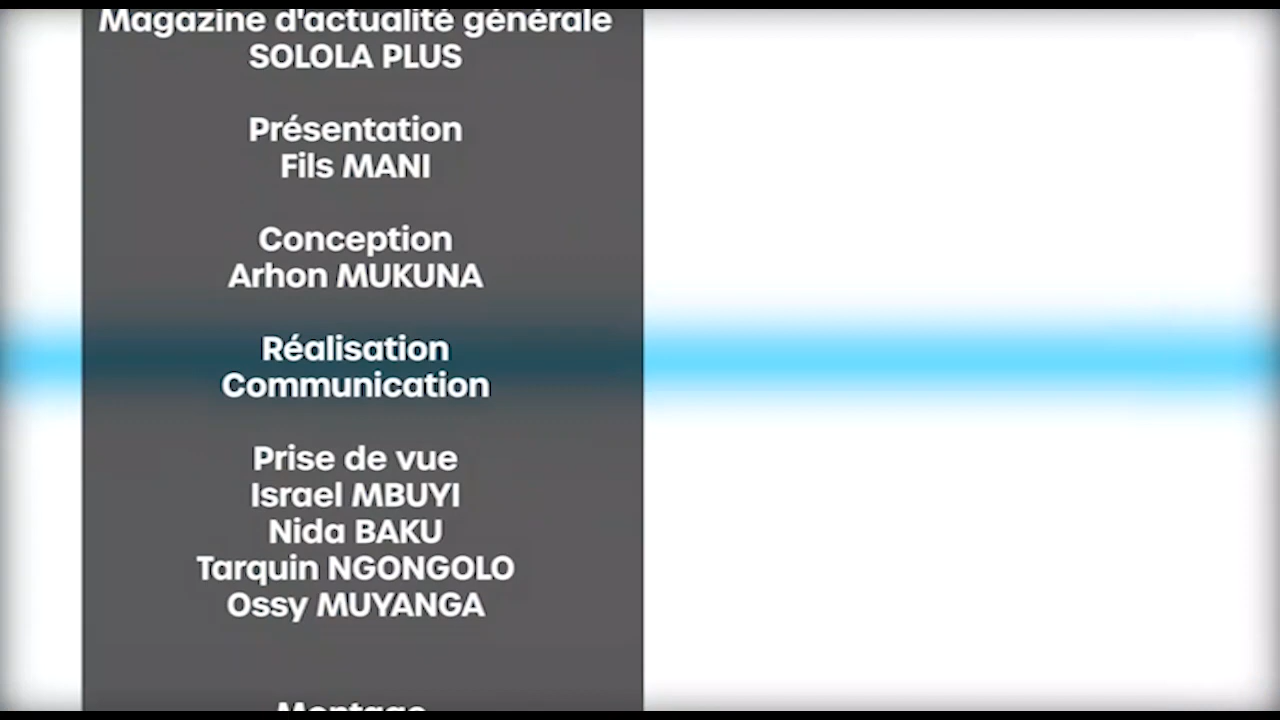 Magazine d'actualité générale
SOLOLA PLUS
Présentation
Fils MANI
Conception
Arhon MUKUNA
Réalisation
Communication
Prise de vue
Israel MBUYI
Nida BAKU
Tarquin NGONGOLO
Ossy MUYANGA
Montage